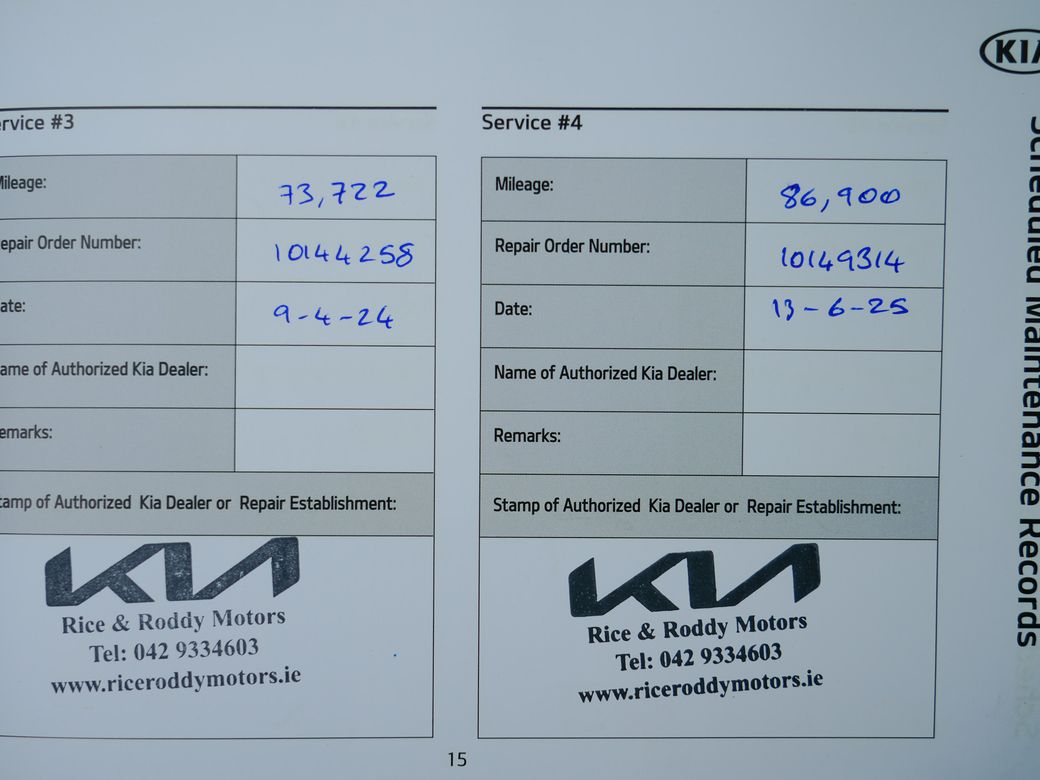 KIA
Scheduled Maintenance Records
rvice #3
Mileage: 73,722
epair Order Number: 10144258
ate: 9-4-24
ame of Authorized Kia Dealer:
emarks:
tamp of Authorized Kia Dealer or Repair Establishment:
KIA
Rice & Roddy Motors
Tel: 042 9334603
www.riceroddymotors.ie
Service #4
Mileage: 86,900
Repair Order Number: 10149314
Date: 13-6-25
Name of Authorized Kia Dealer:
Remarks:
Stamp of Authorized Kia Dealer or Repair Establishment:
KIA
Rice & Roddy Motors
Tel: 042 9334603
www.riceroddymotors.ie
15